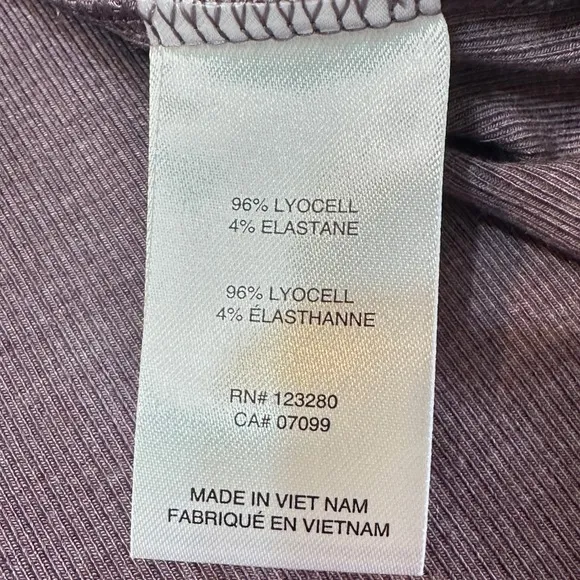 96% LYOCELL
4% ELASTANE
96% LYOCELL
4% ÉLASTHANNE
RN# 123280
CA# 07099
MADE IN VIET NAM
FABRIQUÉ EN VIETNAM